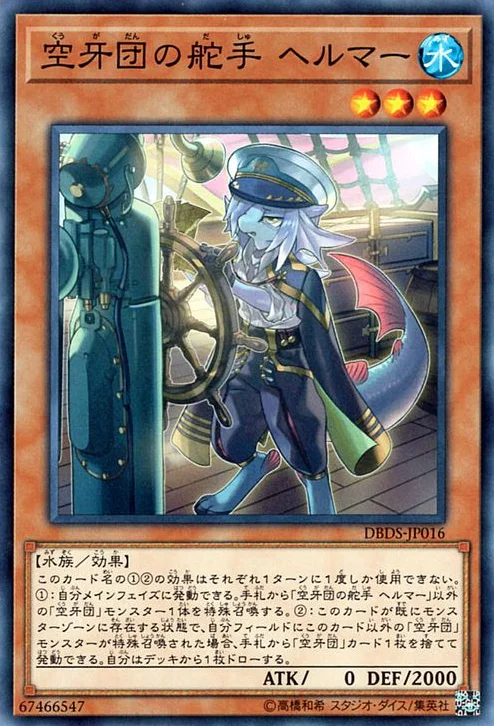 空牙団の舵手 ヘルマー
水
DBDS-JP016
【水族／効果】
このカード名の①②の効果はそれぞれ1ターンに1度しか使用できない。
①：自分メインフェイズに発動できる。手札から「空牙団の舵手 ヘルマー」以外
の「空牙団」モンスター1体を特殊召喚する。②：このカードが既にモンス
ターゾーンに存在する状態で、自分フィールドにこのカード以外の「空牙団」
モンスターが特殊召喚された場合、手札から「空牙団」カード1枚を捨てて
発動できる。自分はデッキから1枚ドローする。
ATK/ 0 DEF/2000
67466547 ©高橋和希 スタジオ・ダイス/集英社